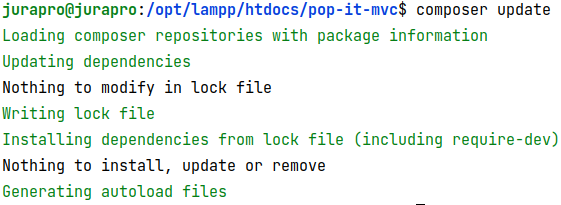 jurapro@jurapro:/opt/lampp/htdocs/pop-it-mvc$ composer update
Loading composer repositories with package information
Updating dependencies
Nothing to modify in lock file
Writing lock file
Installing dependencies from lock file (including require-dev)
Nothing to install, update or remove
Generating autoload files